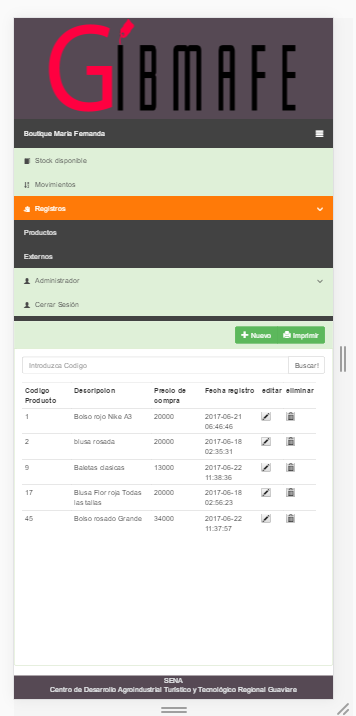 GÍBMAFE
Boutique María Fernanda
Stock disponible
Movimientos
Registros
Productos
Externos
Administrador
Cerrar Sesión
Nuevo Imprimir
Introduzca Codigo Buscar!
Codigo Producto Descripcion Precio de compra Fecha registro editar eliminar
1 Bolso rojo Nike A3 20000 2017-06-21 06:46:46
2 blusa rosada 20000 2017-06-18 02:35:31
9 Baletas clasicas 13000 2017-06-22 11:38:36
17 Blusa Flor roja Todas las tallas 20000 2017-06-18 02:56:23
45 Bolso rosado Grande 34000 2017-06-22 11:37:57
SENA
Centro de Desarrollo Agroindustrial Turístico y Tecnológico Regional Guaviare